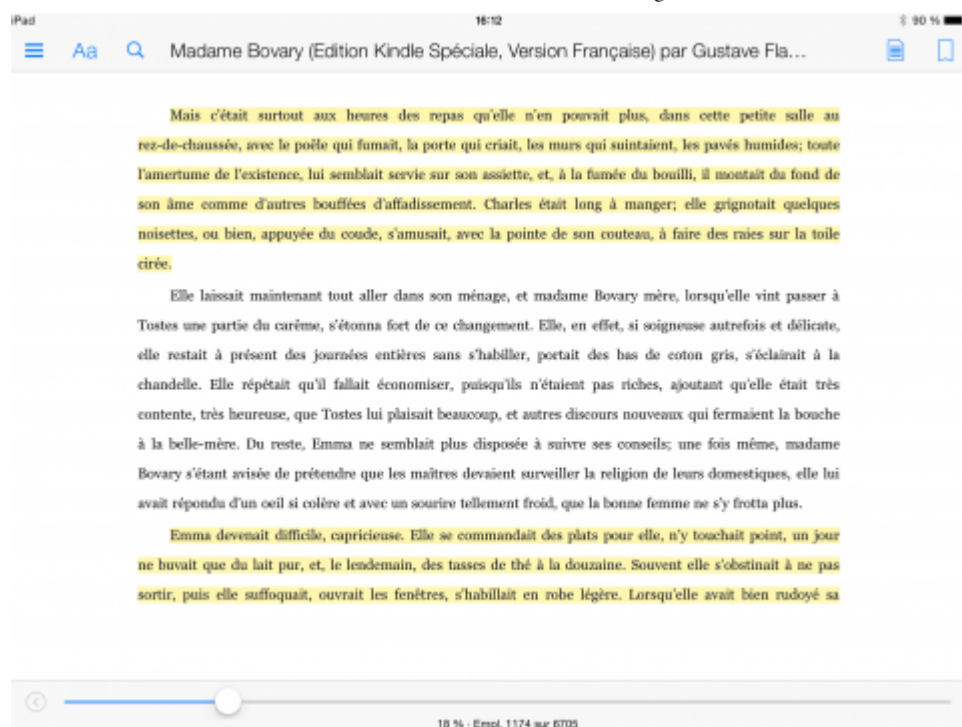 iPad
16:12
90 %
Aa
Madame Bovary (Edition Kindle Spéciale, Version Française) par Gustave Fla...
Mais c'était surtout aux heures des repas qu'elle n'en pouvait plus, dans cette petite salle au
rez-de-chaussée, avec le poêle qui fumait, la porte qui criait, les murs qui suintaient, les pavés humides; toute
l'amertume de l'existence, lui semblait servie sur son assiette, et, à la fumée du bouilli, il montait du fond de
son âme comme d'autres bouffées d'affadissement. Charles était long à manger; elle grignotait quelques
noisettes, ou bien, appuyée du coude, s'amusait, avec la pointe de son couteau, à faire des raies sur la toile
cirée.
Elle laissait maintenant tout aller dans son ménage, et madame Bovary mère, lorsqu'elle vint passer à
Tostes une partie du carême, s'étonna fort de ce changement. Elle, en effet, si soigneuse autrefois et délicate,
elle restait à présent des journées entières sans s'habiller, portait des bas de coton gris, s'éclairait à la
chandelle. Elle répétait qu'il fallait économiser, puisqu'ils n'étaient pas riches, ajoutant qu'elle était très
contente, très heureuse, que Tostes lui plaisait beaucoup, et autres discours nouveaux qui fermaient la bouche
à la belle-mère. Du reste, Emma ne semblait plus disposée à suivre ses conseils; une fois même, madame
Bovary s'étant avisée de prétendre que les maîtres devaient surveiller la religion de leurs domestiques, elle lui
avait répondu d'un oeil si colère et avec un sourire tellement froid, que la bonne femme ne s'y frotta plus.
Emma devenait difficile, capricieuse. Elle se commandait des plats pour elle, n'y touchait point, un jour
ne buvait que du lait pur, et, le lendemain, des tasses de thé à la douzaine. Souvent elle s'obstinait à ne pas
sortir, puis elle suffoquait, ouvrait les fenêtres, s'habillait en robe légère. Lorsqu'elle avait bien rudoyé sa
18 % · Empl. 1174 sur 6705